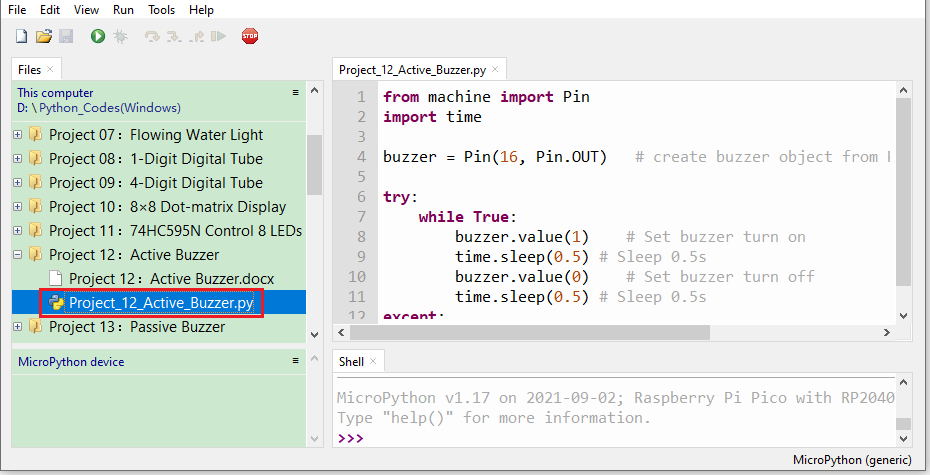 File Edit View Run Tools Help
STOP
Files ×
This computer
D: \ Python_Codes(Windows)
Project 07：Flowing Water Light
Project 08：1-Digit Digital Tube
Project 09：4-Digit Digital Tube
Project 10：8×8 Dot-matrix Display
Project 11：74HC595N Control 8 LEDs
Project 12：Active Buzzer
Project 12：Active Buzzer.docx
Project_12_Active_Buzzer.py
Project 13：Passive Buzzer
MicroPython device
Project_12_Active_Buzzer.py ×
1 from machine import Pin
2 import time
3
4 buzzer = Pin(16, Pin.OUT)   # create buzzer object from
5
6 try:
7     while True:
8         buzzer.value(1)    # Set buzzer turn on
9         time.sleep(0.5) # Sleep 0.5s
10         buzzer.value(0)    # Set buzzer turn off
11         time.sleep(0.5) # Sleep 0.5s
12 except:
Shell ×
MicroPython v1.17 on 2021-09-02; Raspberry Pi Pico with RP2040
Type "help()" for more information.
>>>
MicroPython (generic)